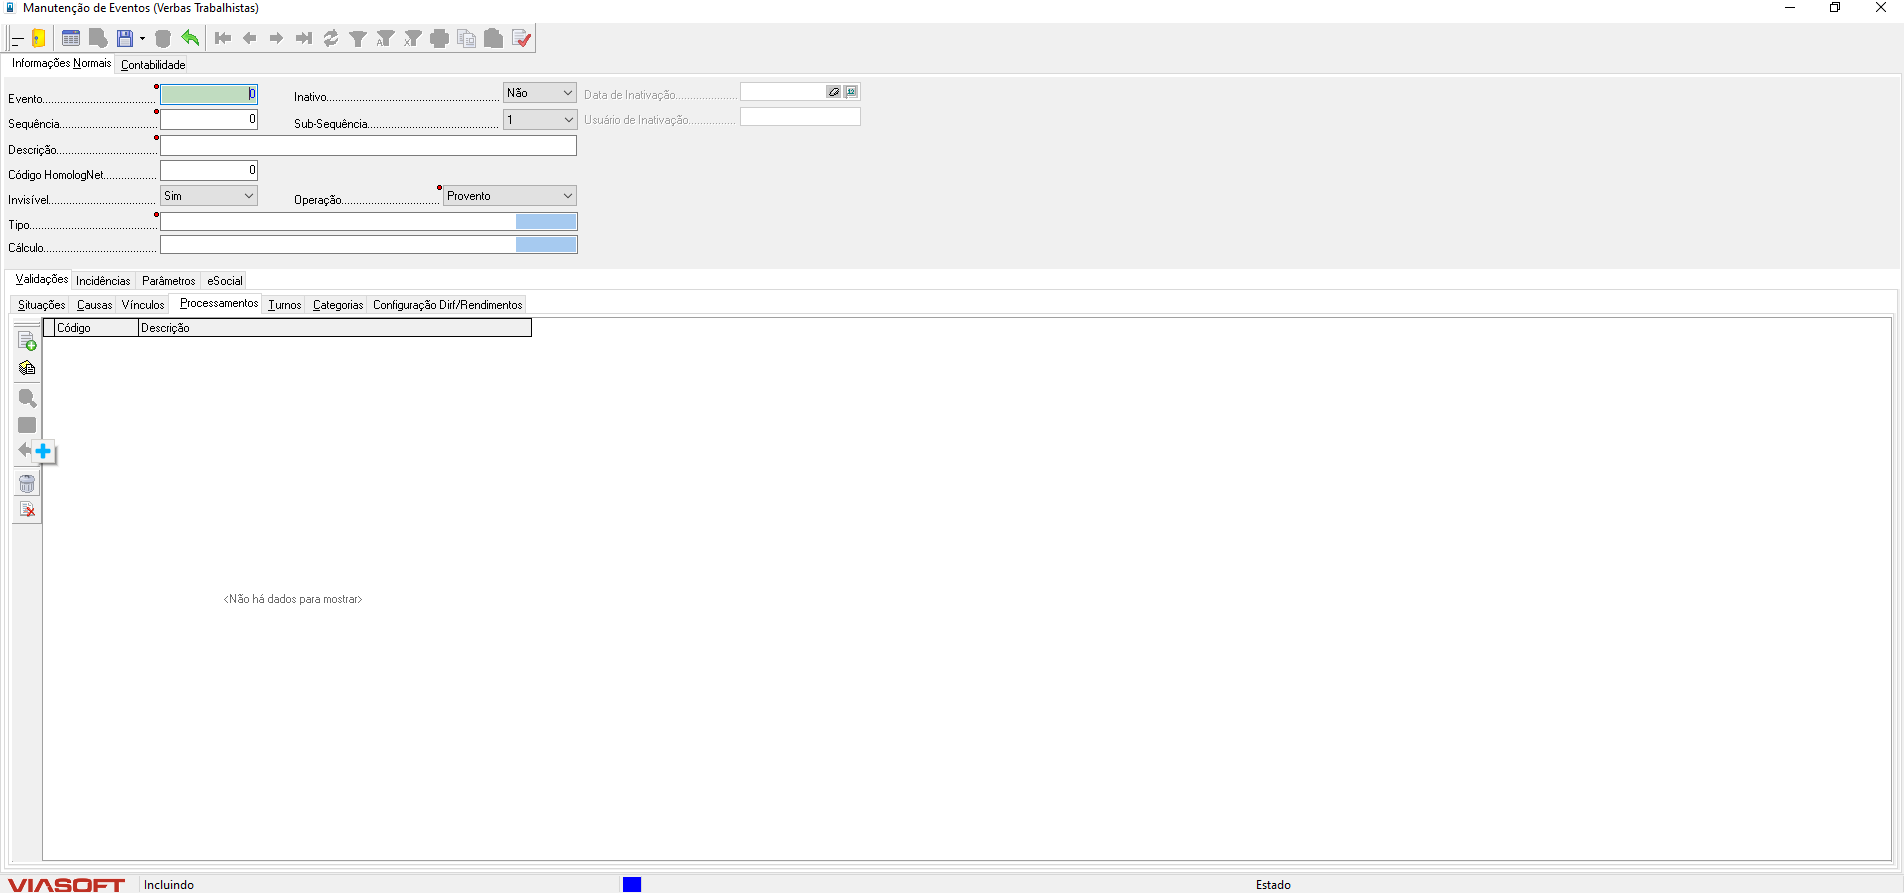 Manutenção de Eventos (Verbas Trabalhistas)
Informações Normais Contabilidade
Evento 0 Inativo Não Data de Inativação
Sequência 0 Sub-Sequência 1 Usuário de Inativação
Descrição
Código HomologNet 0
Invisível Sim Operação Provento
Tipo
Cálculo
Validações Incidências Parâmetros eSocial
Situações Causas Vínculos Processamentos Turnos Categorias Configuração Dirf/Rendimentos
Código Descrição
<Não há dados para mostrar>
VIASOFT Incluindo Estado